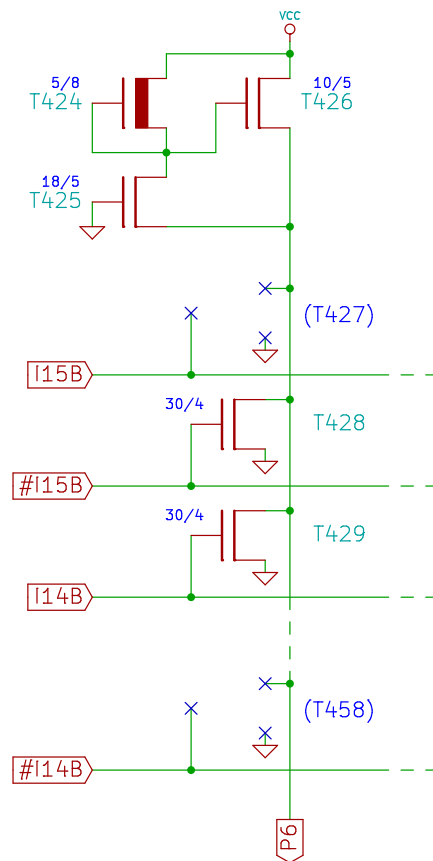 VCC
5/8
T424
10/5
T426
18/5
T425
(T427)
I15B
30/4
T428
#I15B
30/4
T429
I14B
(T458)
#I14B
P6